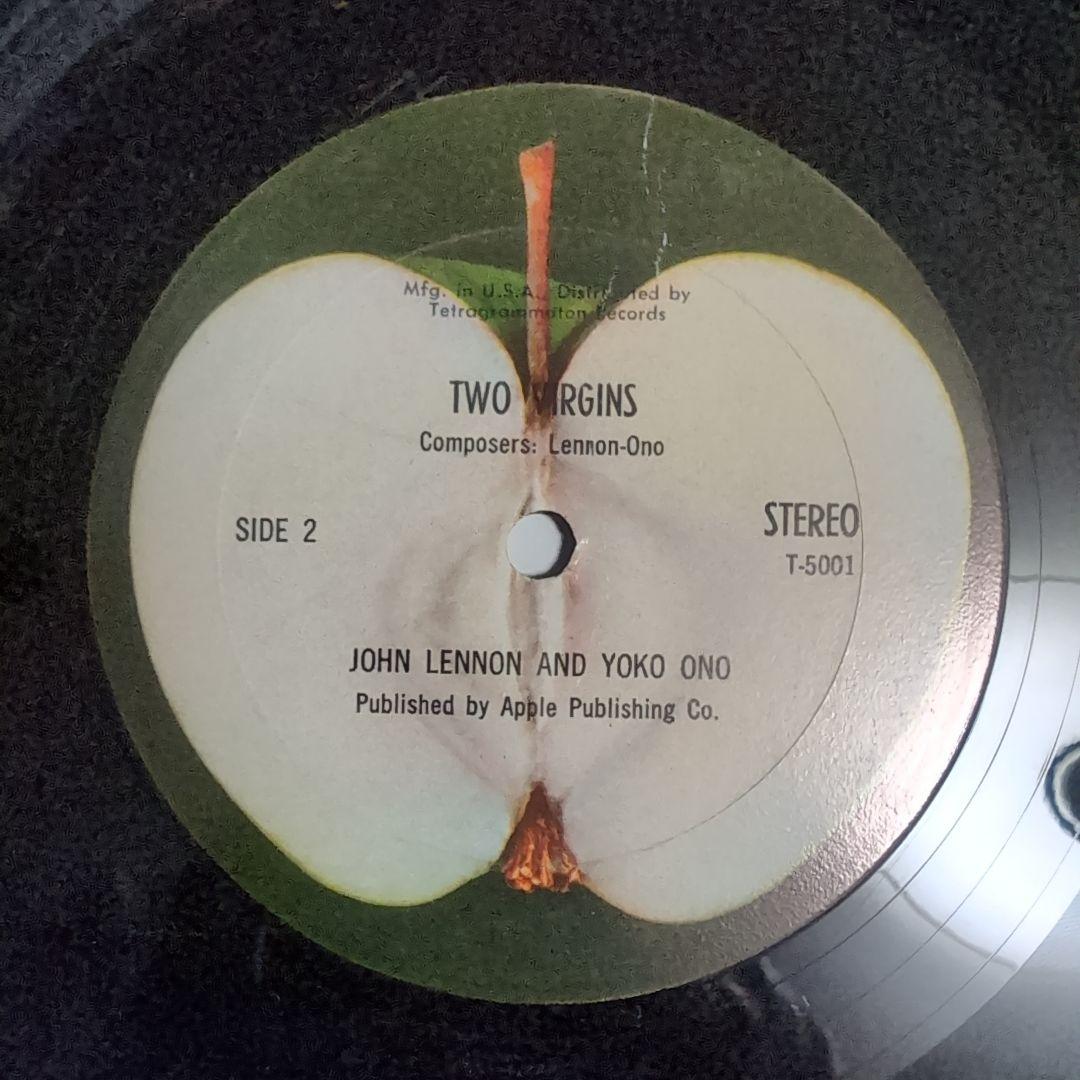 Mfg. in U.S.A. Distributed by
Tetragrammaton Records
TWO VIRGINS
Composers: Lennon-Ono
SIDE 2
STEREO
T-5001
JOHN LENNON AND YOKO ONO
Published by Apple Publishing Co.